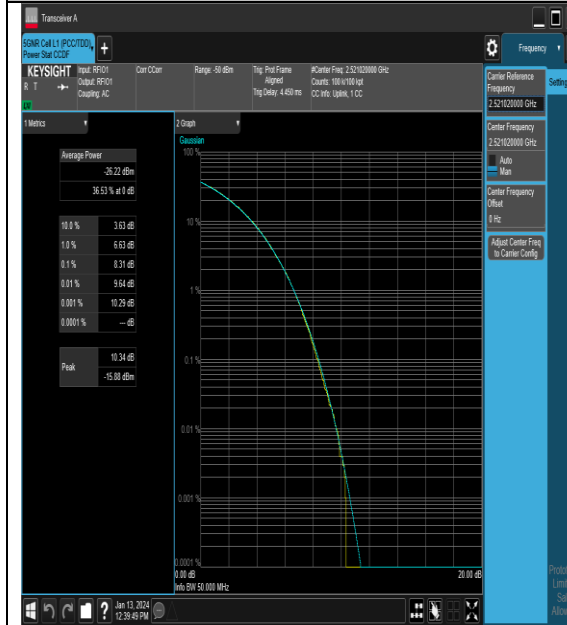 Transceiver A
5GNR Cell L1 (PCC/TDD),
Power Stat CCDF
Frequency
KEYSIGHT
R T
LV
Input: RFIO1
Output: RFIO1
Coupling: AC
Corr CCorr
Range: -50 dBm
Trig: Prot Frame
Aligned
Trig Delay: 4.450 ms
#Center Freq: 2.521020000 GHz
Counts: 100 k/100 kpt
CC Info: Uplink, 1 CC
Carrier Reference
Frequency
2.521020000 GHz
Center Frequency
2.521020000 GHz
Auto
Man
Center Frequency
Offset
0 Hz
Adjust Center Freq
to Carrier Config
1 Metrics
Average Power
-26.22 dBm
36.53 % at 0 dB
10.0 % 3.63 dB
1.0 % 6.63 dB
0.1 % 8.31 dB
0.01 % 9.64 dB
0.001 % 10.29 dB
0.0001 % --- dB
Peak
10.34 dB
-15.88 dBm
2 Graph
Gaussian
100 %
10 %
1 %
0.1 %
0.01 %
0.001 %
0.0001 %
0.00 dB
20.00 dB
Info BW 50.000 MHz
Jan 13, 2024
12:39:49 PM